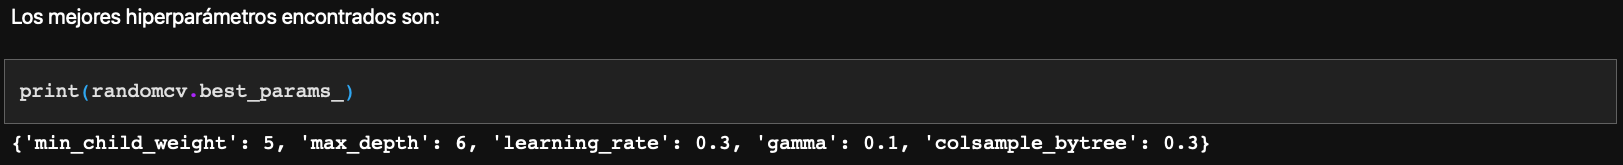 Los mejores hiperparámetros encontrados son:
print(randomcv.best_params_)
{'min_child_weight': 5, 'max_depth': 6, 'learning_rate': 0.3, 'gamma': 0.1, 'colsample_bytree': 0.3}